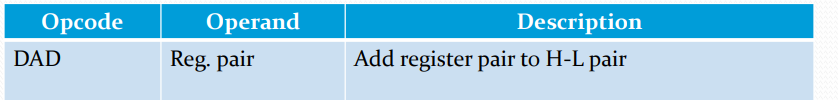 Opcode Operand Description
DAD Reg. pair Add register pair to H-L pair